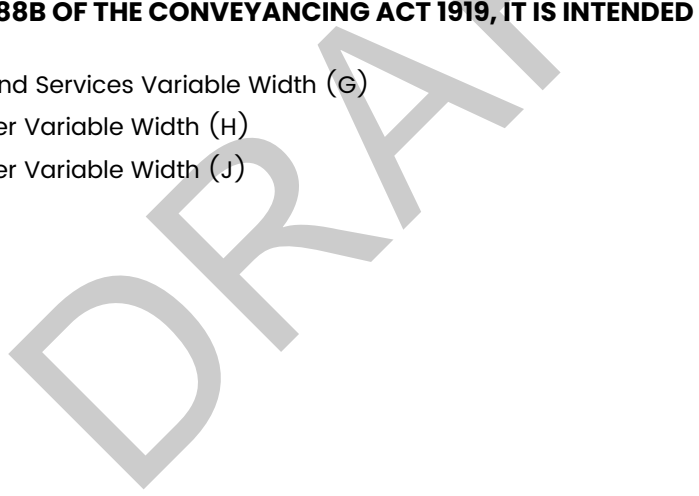 88B OF THE CONVEYANCING ACT 1919, IT IS INTENDED
nd Services Variable Width (G)
er Variable Width (H)
er Variable Width (J)
DRA